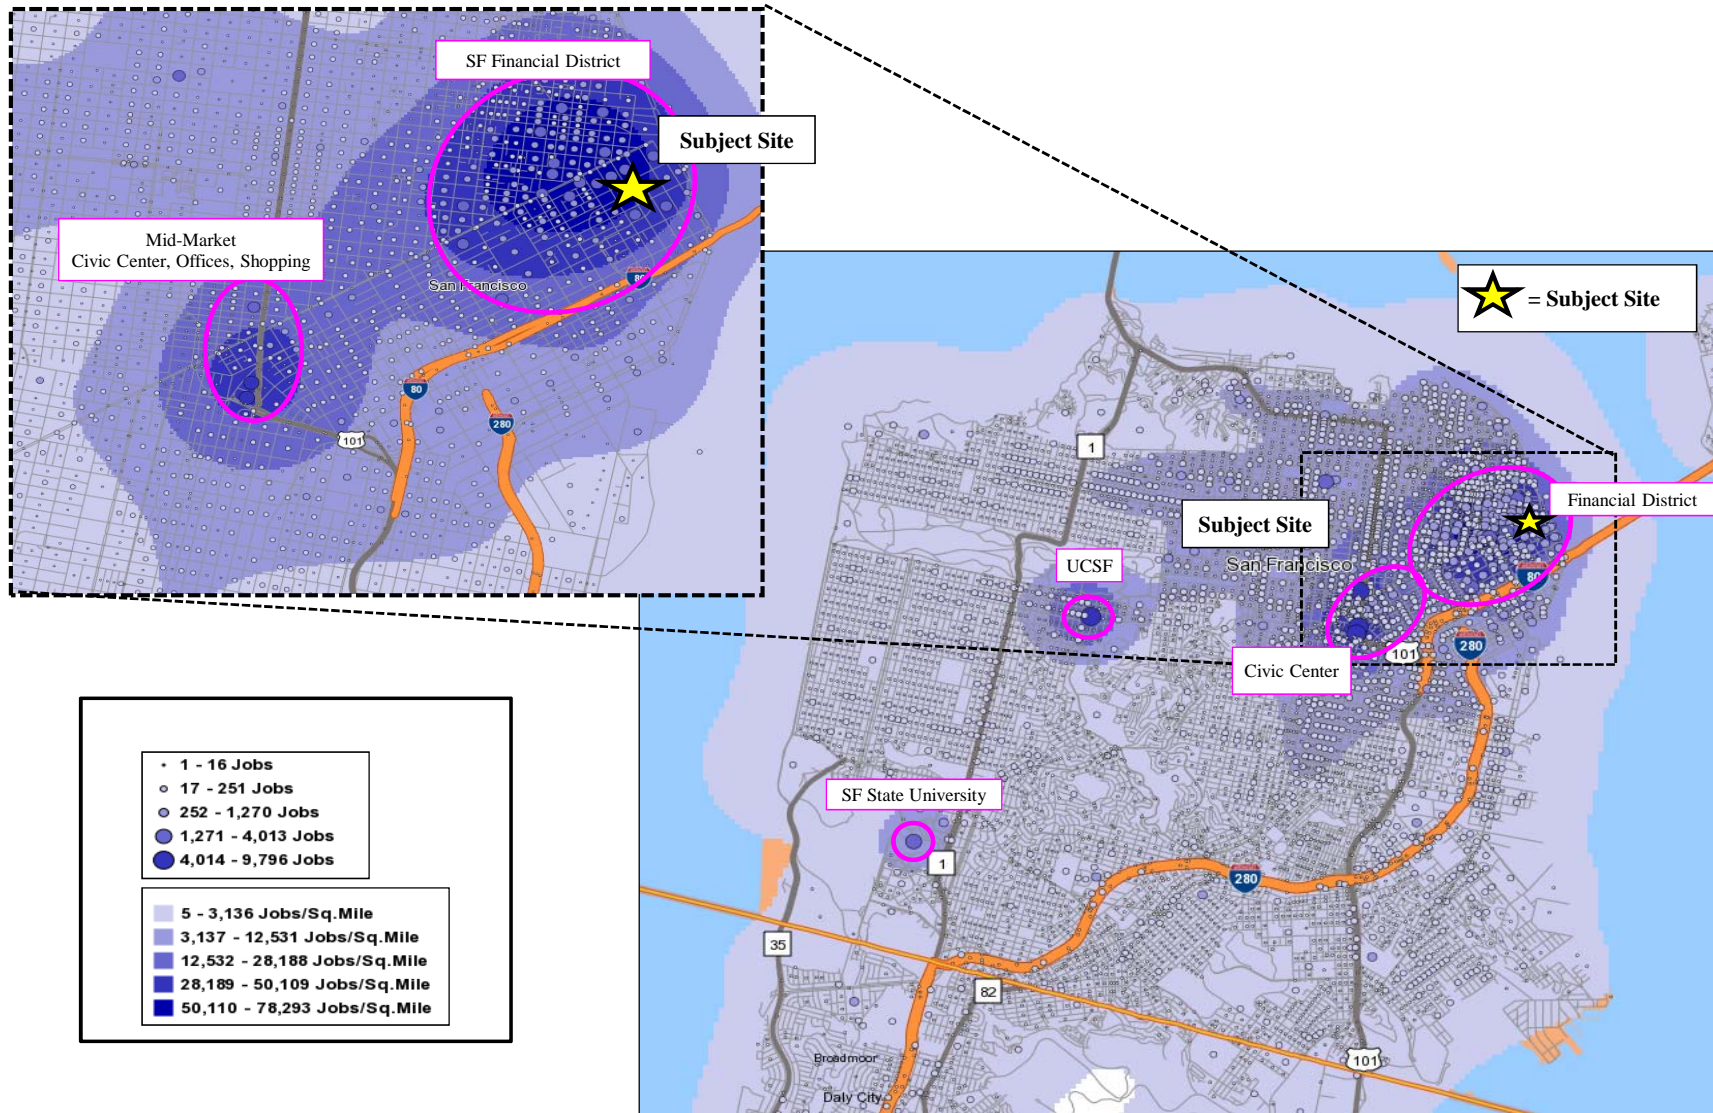 SF Financial District
Subject Site
Mid-Market
Civic Center, Offices, Shopping
San Francisco
80
80
280
101
= Subject Site
1
Financial District
Subject Site
San Francisco
UCSF
80
101
280
Civic Center
SF State University
1
280
35
82
101
Broadmoor
Daly City
1 - 16 Jobs
17 - 251 Jobs
252 - 1,270 Jobs
1,271 - 4,013 Jobs
4,014 - 9,796 Jobs
5 - 3,136 Jobs/Sq.Mile
3,137 - 12,531 Jobs/Sq.Mile
12,532 - 28,188 Jobs/Sq.Mile
28,189 - 50,109 Jobs/Sq.Mile
50,110 - 78,293 Jobs/Sq.Mile